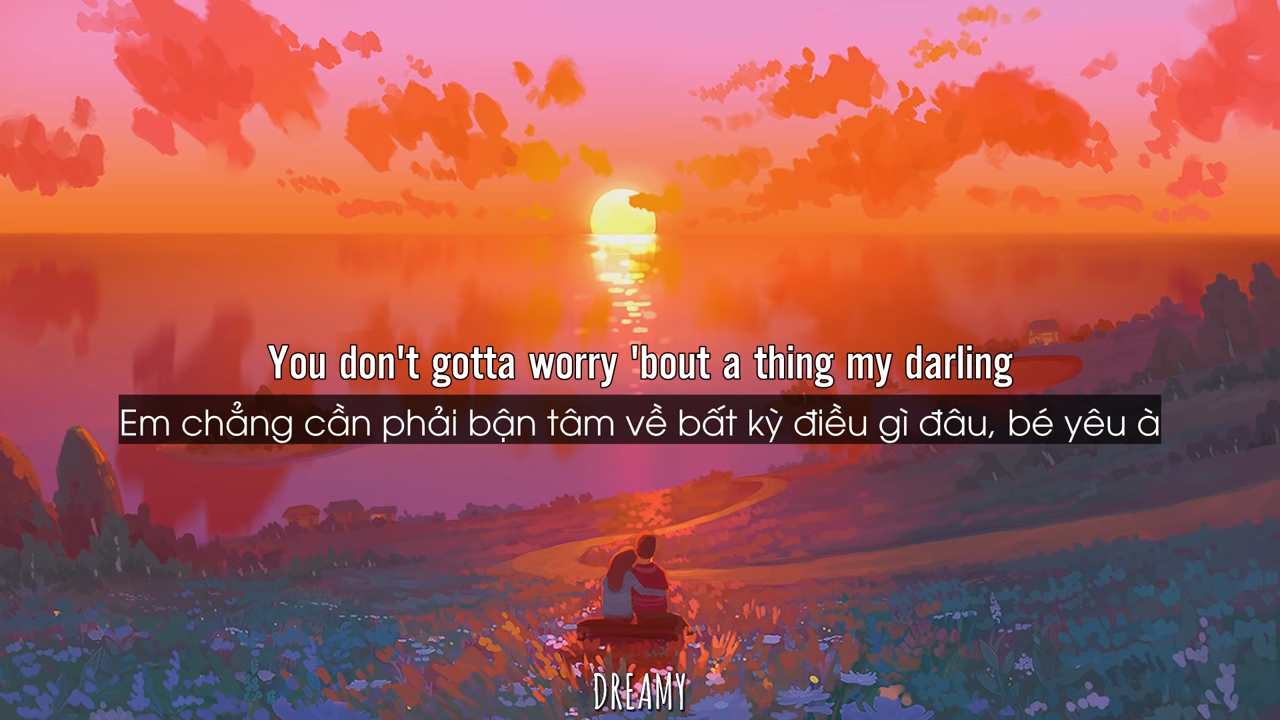 You don't gotta worry 'bout a thing my darling
Em chẳng cần phải bận tâm về bất kỳ điều gì đâu, bé yêu à
DREAMY